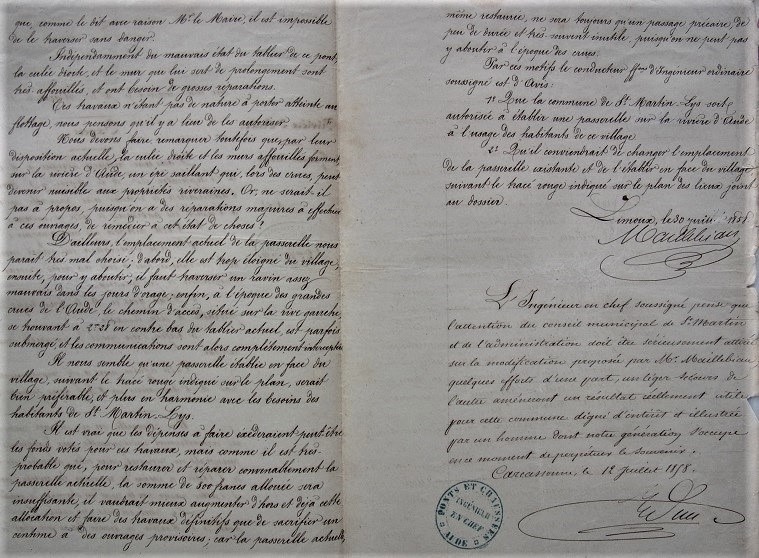 que, comme le dit avec raison Mr. le Maire, il est impossible
de le traverser sans danger.
Indépendamment du mauvais état du tablier de ce pont,
la culée droite, et le mur que leur sert de prolongement sont
très affouillés, et ont besoin de grosses réparations.
Ces travaux n'étant pas de nature à porter atteinte au
flottage, nous pensons qu'il y a lieu de les autoriser.
Nous devons faire remarquer toutefois que par leur
disposition actuelle, la culée droite et les murs affouillés, forment
sur la rivière d'Aude, un épi saillant qui, lors des crues, peut
devenir nuisible aux propriétés riveraines. Or, ne serait-il
pas à propos, puisqu'on a des réparations majeures à effectuer
à ces ouvrages, de remédier à cet état de choses?
D'ailleurs, l'emplacement actuel de la passerelle nous
paraît très mal choisi: d'abord, elle est trop éloignée du village,
ensuite, pour y aboutir, il faut traverser un ravin assez
mauvais dans les jours d'orage; enfin, à l'époque des grandes
crues de l'Aude, le chemin d'accès, situé sur la rive gauche,
se trouvant à 2m28 en contre bas du tablier actuel, est parfois
submergé, et les communications sont alors complètement interceptées
Il nous semble qu'une passerelle établie en face du
village, suivant le tracé rouge indiqué sur le plan, serait
bien préférable, et plus en harmonie avec les besoins des
habitants de St. Martin-Lys.
Il est vrai que les dépenses à faire excéderaient peut-être
les fonds votés pour ces travaux, mais comme il est très
probable que, pour restaurer et réparer convenablement la
passerelle actuelle, la somme de 800 francs allouée sera
insuffisante, il vaudrait mieux augmenter d'hors et déjà cette
allocation et faire des travaux définitifs que de sacrifier un
centime à des ouvrages provisoires, car la passerelle actuelle,
même restaurée, ne sera toujours qu'un passage précaire, de
peu de durée et très souvent inutile puisqu'on ne peut pas
y aboutir à l'époque des crues.
Par ces motifs le conducteur ffons d'Ingénieur ordinaire
soussigné est d'Avis:
1° Que la commune de St. Martin-Lys soit
autorisée à établir une passerelle sur la rivière d'Aude
à l'usage des habitants de ce village.
2° Qu'il conviendrait de changer l'emplacement
de la passerelle existante et de l'établir en face du village
suivant le tracé rouge indiqué sur le plan des lieux joint
au dossier.
Limoux, le 30 1858
Maillebiau
L'Ingénieur en chef soussigné pense que
l'attention du conseil municipal de St. Martin
et de l'administration doit être sérieusement attirée
sur la modification proposée par Mr. Maillebiau
quelques efforts d'une part, un léger secours de
l'autre amèneront un résultat réellement utile
pour cette commune digne d'intérêt et illustrée
par un homme dont notre génération s'occupe
en ce moment de perpétuer le souvenir.
Carcassonne, le 12 Juillet 1858.
PONTS ET CHAUSSÉES
INGÉNIEUR
EN CHEF
AUDE